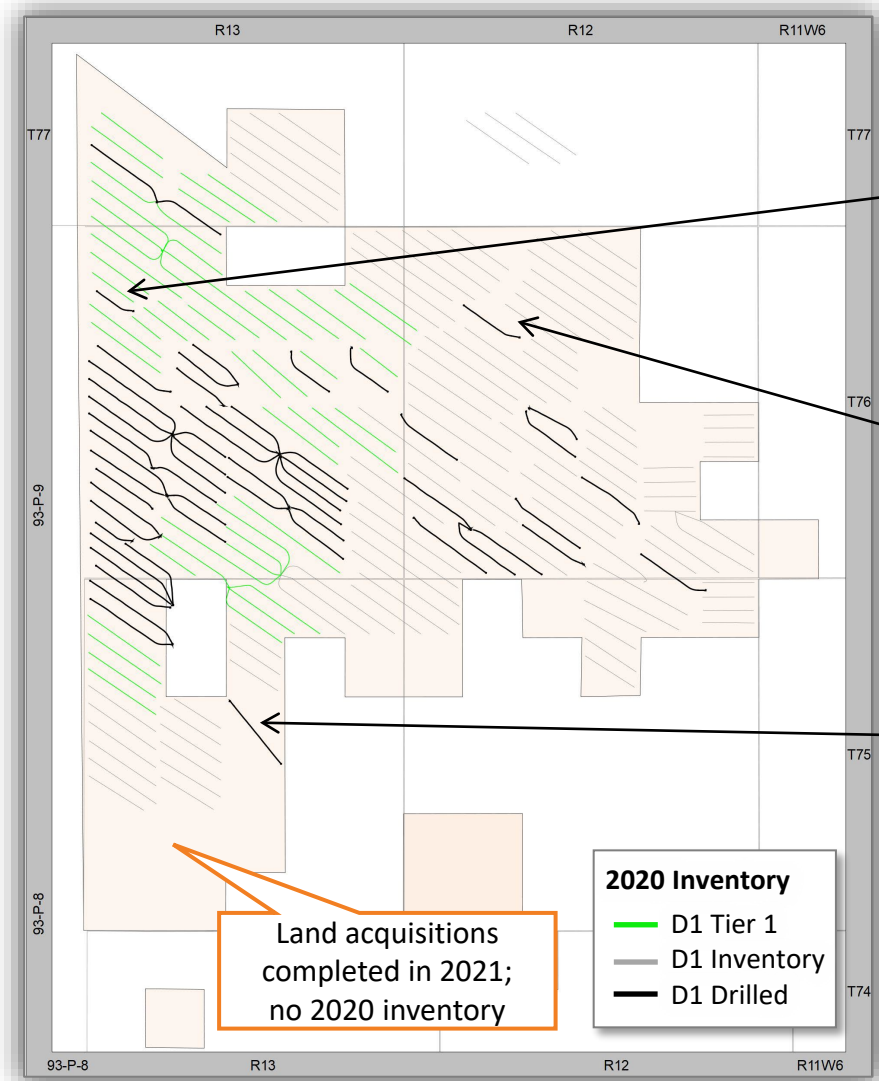 R13
R12
R11W6
T77
T77
T76
93-P-9
T75
93-P-8
2020 Inventory
D1 Tier 1
D1 Inventory
D1 Drilled
Land acquisitions
completed in 2021;
no 2020 inventory
T74
93-P-8
R13
R12
R11W6